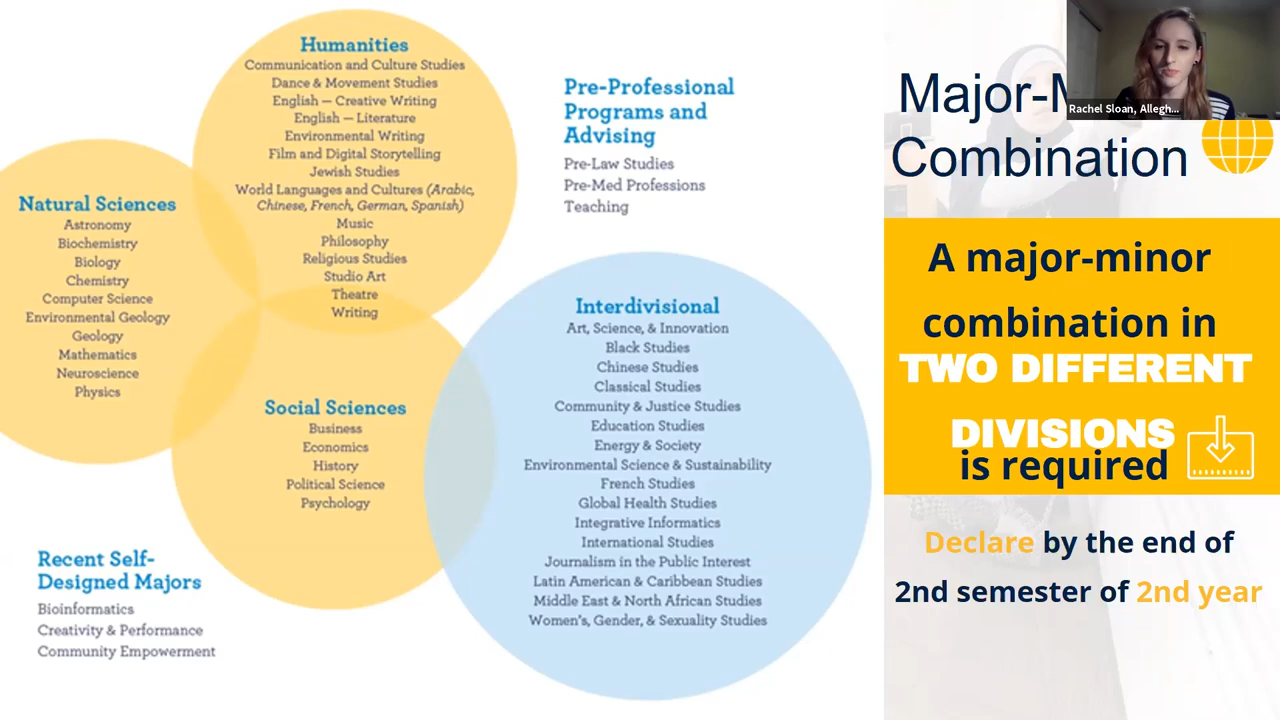 Humanities
Communication and Culture Studies
Dance & Movement Studies
English — Creative Writing
English — Literature
Environmental Writing
Film and Digital Storytelling
Jewish Studies
World Languages and Cultures (Arabic,
Chinese, French, German, Spanish)
Music
Philosophy
Religious Studies
Studio Art
Theatre
Writing
Natural Sciences
Astronomy
Biochemistry
Biology
Chemistry
Computer Science
Environmental Geology
Geology
Mathematics
Neuroscience
Physics
Social Sciences
Business
Economics
History
Political Science
Psychology
Recent Self-
Designed Majors
Bioinformatics
Creativity & Performance
Community Empowerment
Pre-Professional
Programs and
Advising
Pre-Law Studies
Pre-Med Professions
Teaching
Interdivisional
Art, Science, & Innovation
Black Studies
Chinese Studies
Classical Studies
Community & Justice Studies
Education Studies
Energy & Society
Environmental Science & Sustainability
French Studies
Global Health Studies
Integrative Informatics
International Studies
Journalism in the Public Interest
Latin American & Caribbean Studies
Middle East & North African Studies
Women's, Gender, & Sexuality Studies
Major-M
Combination
Rachel Sloan, Allegh...
A major-minor
combination in
TWO DIFFERENT
DIVISIONS
is required
Declare by the end of
2nd semester of 2nd year